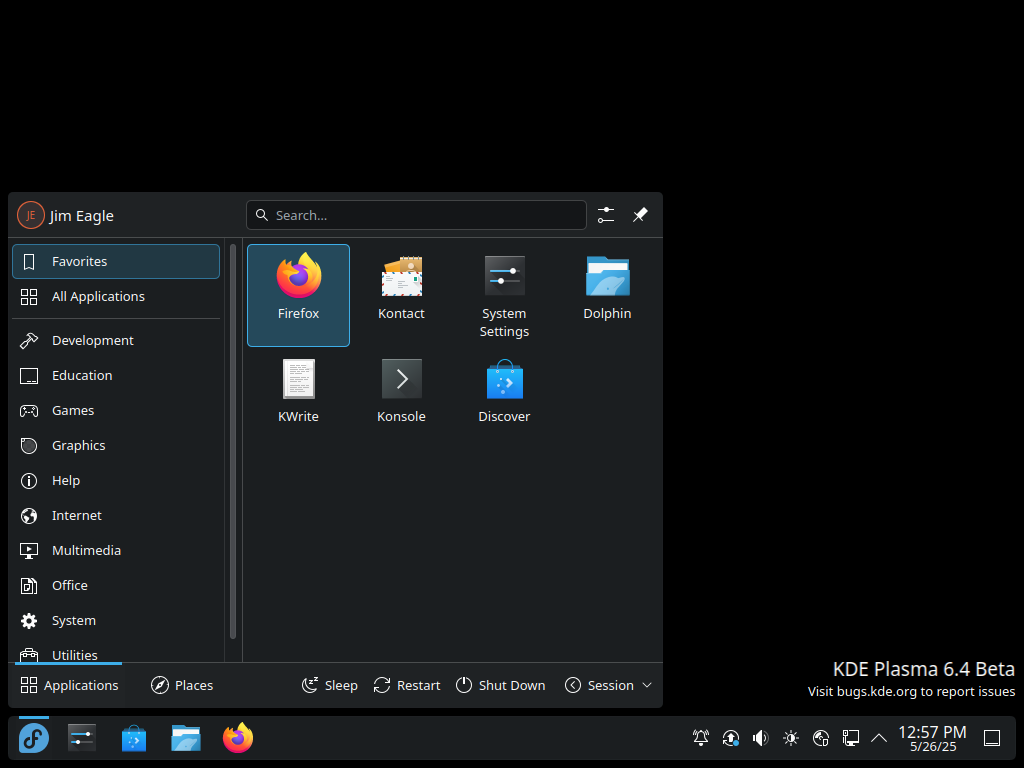 JE Jim Eagle
Search...
Favorites
All Applications
Development
Education
Games
Graphics
Help
Internet
Multimedia
Office
System
Utilities
Firefox
Kontact
System
Settings
Dolphin
KWrite
Konsole
Discover
Applications
Places
Sleep
Restart
Shut Down
Session
KDE Plasma 6.4 Beta
Visit bugs.kde.org to report issues
12:57 PM
5/26/25